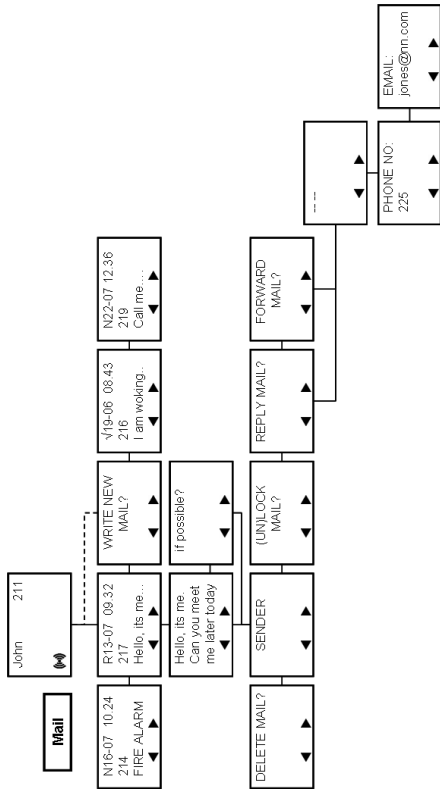 Mail
John 211
N16-07 10.24
214
FIRE ALARM
R13-07 09.32
217
Hello, its me...
WRITE NEW
MAIL?
√19-06 08.43
216
I am woking..
N22-07 12.36
219
Call me....
Hello, its me.
Can you meet
me later today
if possible?
DELETE MAIL?
SENDER
(UN)LOCK
MAIL?
REPLY MAIL?
FORWARD
MAIL?
-- --
PHONE NO:
225
EMAIL:
jones@nn.com